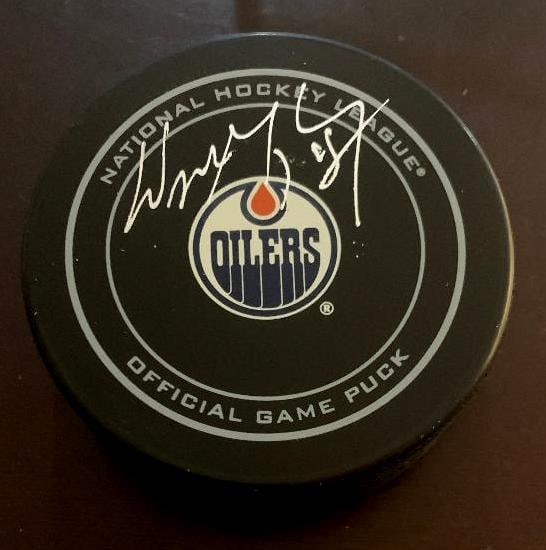 NATIONAL HOCKEY LEAGUE®
OILERS®
OFFICIAL GAME PUCK